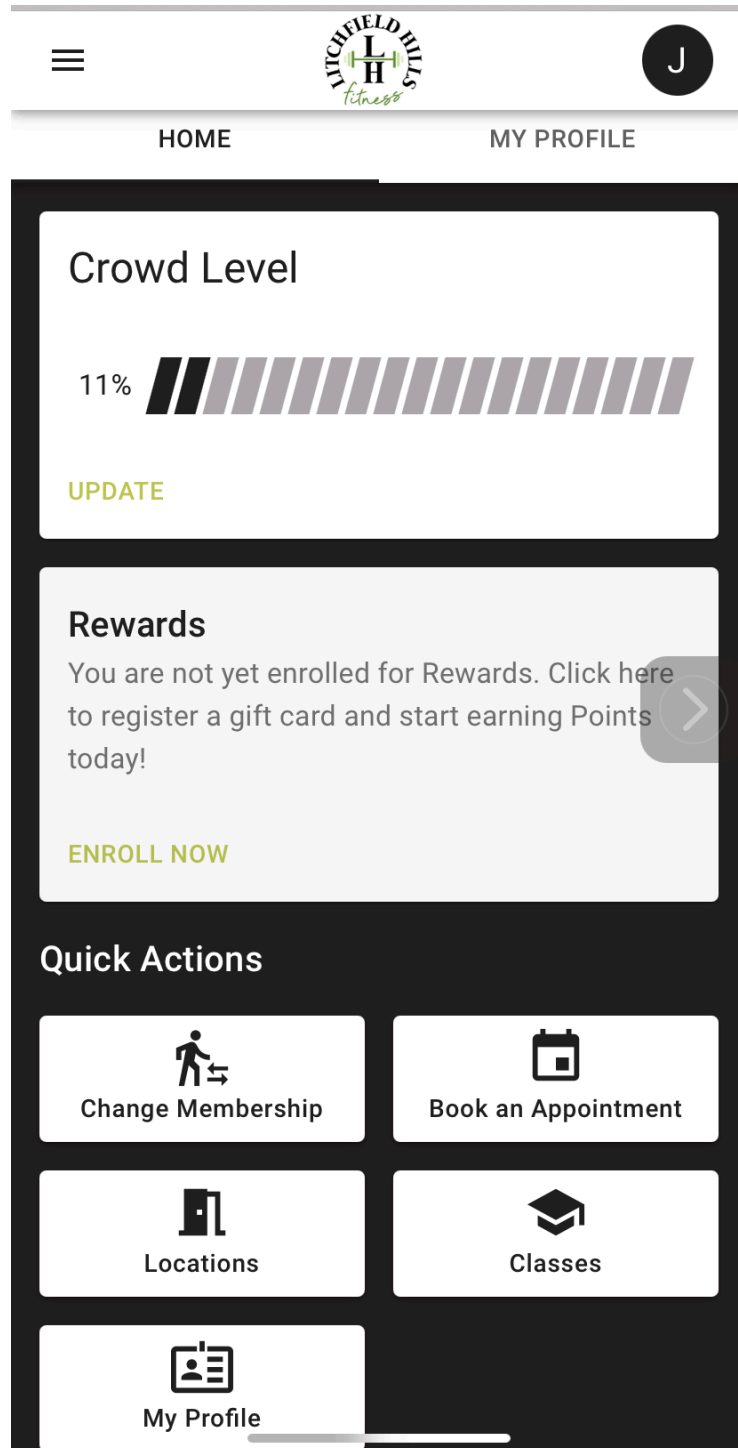 LITCHFIELD HILLS
LH
fitness
J
HOME
MY PROFILE
Crowd Level
11%
UPDATE
Rewards
You are not yet enrolled for Rewards. Click here
to register a gift card and start earning Points
today!
ENROLL NOW
Quick Actions
Change Membership
Book an Appointment
Locations
Classes
My Profile